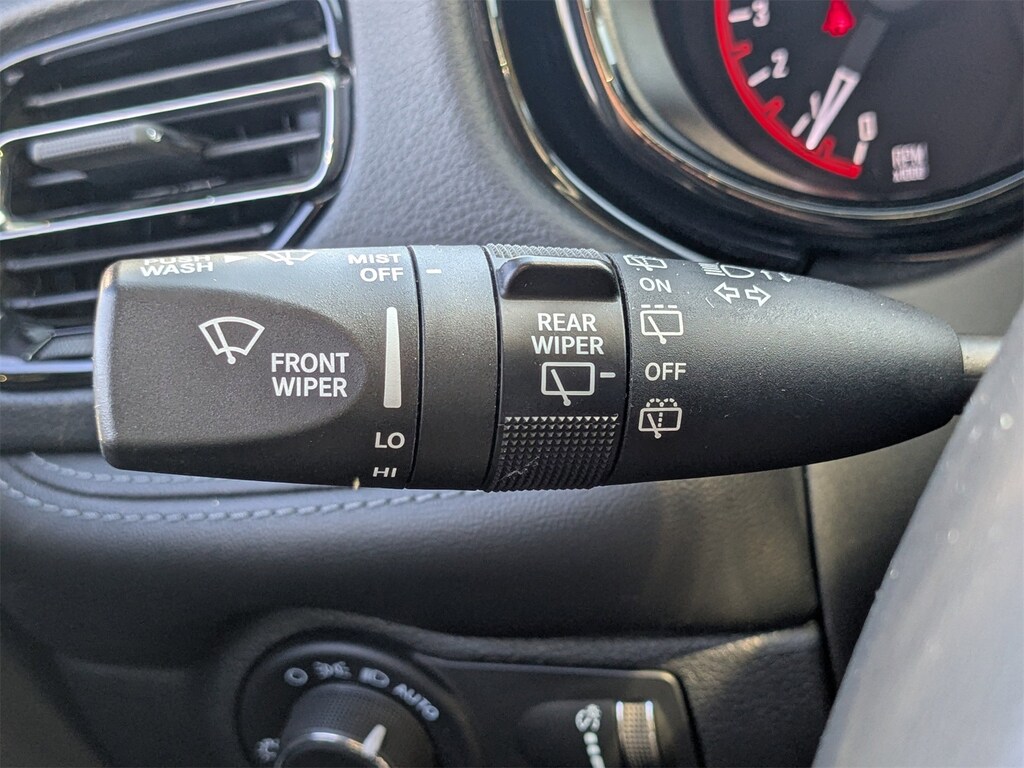 3
2
1
0
RPM
PUSH
WASH
MIST
OFF
FRONT
WIPER
LO
HI
REAR
WIPER
ON
OFF
AUTO